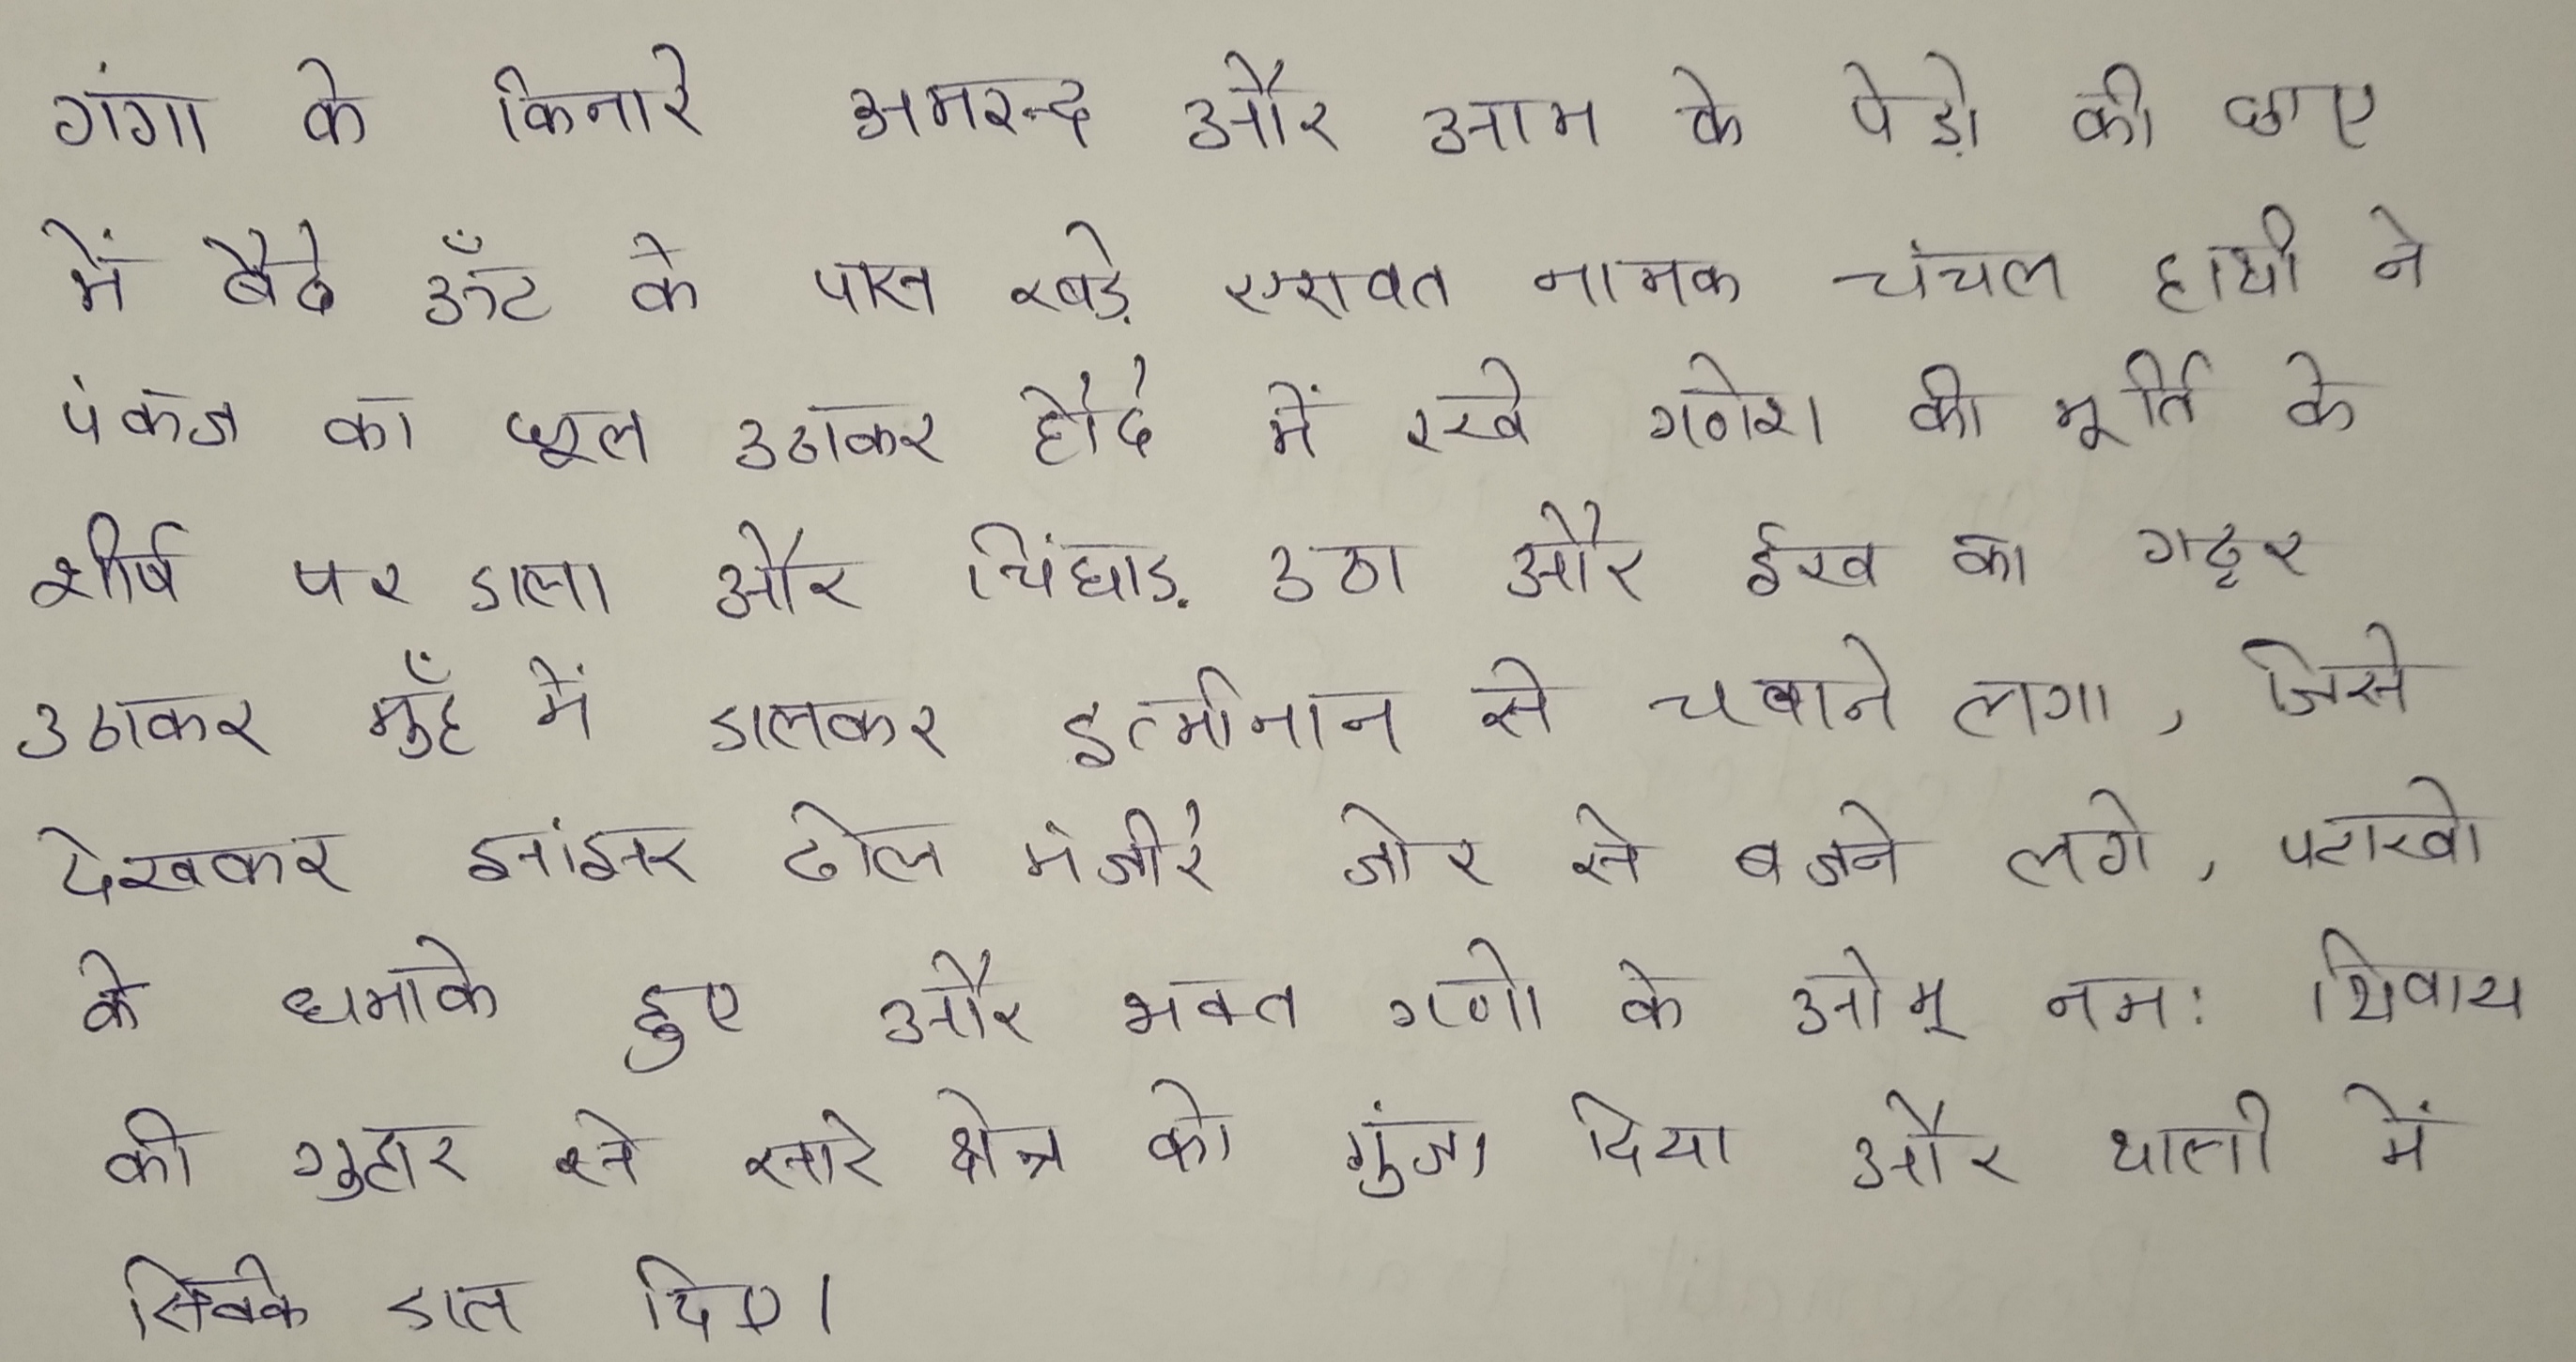 गंगा के किनारे अमरुद और आम के पेड़ो की छाए
में बैठे ऊँट के पास खड़े एरावत नामक चंचल हाथी ने
पंकज का फूल उठाकर हौदे में रखे गणेश की मूर्ति के
शीर्ष पर डाला और चिंघाड़ उठा और ईख का गट्ठर
उठाकर मुँह में डालकर इत्मीनान से चबाने लगा, जिसे
देखकर झांझर ढोल मंजीरे जोर से बजने लगे, पटाखो
के धमाके हुए और भक्त गणो के ओम् नमः शिवाय
की गुहार से सारे क्षेत्र को गुंजा दिया और थाली में
सिक्के डाल दिए।